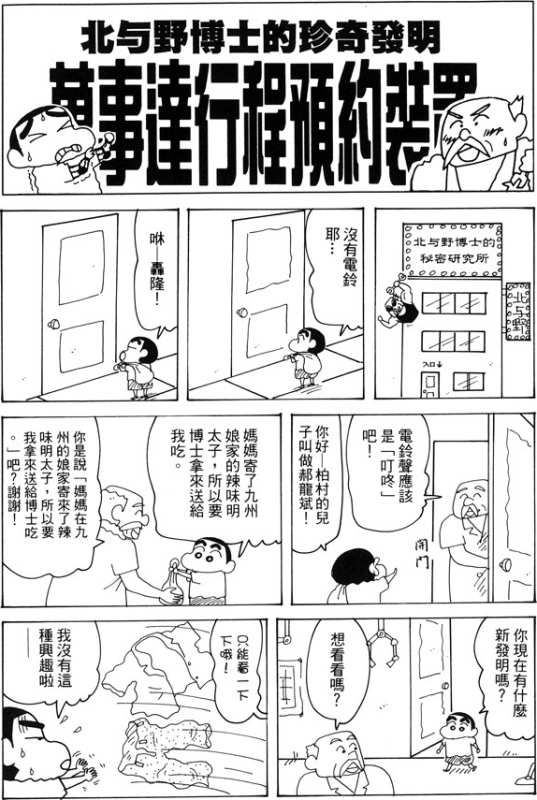 北与野博士的珍奇發明
萬事達行程預約裝置
北与野博士的
秘密研究所
北与野
入口↓
沒有電鈴
耶…
咻 轟隆！
電鈴聲應該
是「叮咚」
吧！
開門
你好—柏村的兒
子叫做郝龍斌！
媽媽寄了九州
娘家的辣味明
太子，所以要
博士拿來送給
我吃。
你是說「媽媽在九
州的娘家寄來了辣
味明太子，所以要
我拿來送給博士吃
。」吧？謝謝！
你現在有什麼
新發明嗎？
想看看嗎？
只能看一下
下哦！
我沒有這
種興趣啦
—